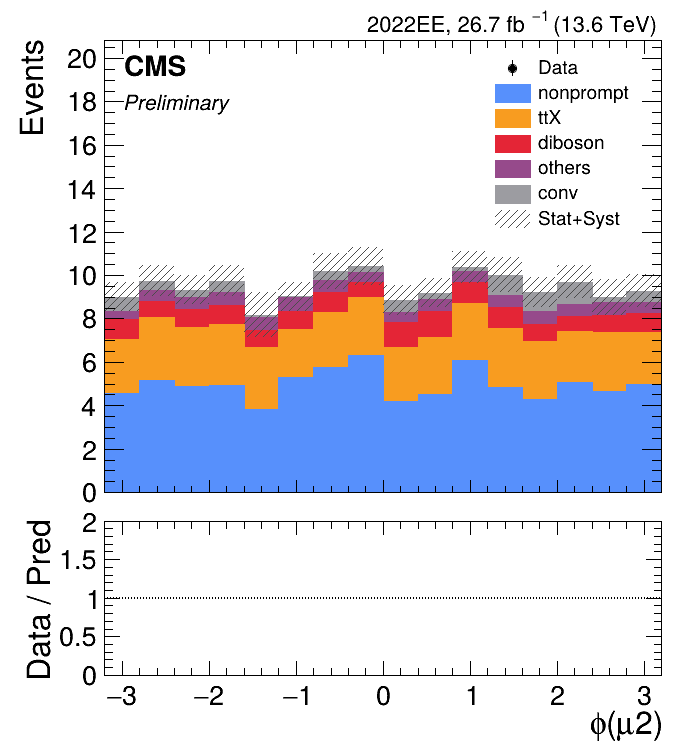 2022EE, 26.7 fb⁻¹ (13.6 TeV)
CMS
Preliminary
Events
20
18
16
14
12
10
8
6
4
2
0
Data
nonprompt
ttX
diboson
others
conv
Stat+Syst
Data / Pred
2
1.5
1
0.5
0
−3 −2 −1 0 1 2 3
ϕ(μ2)